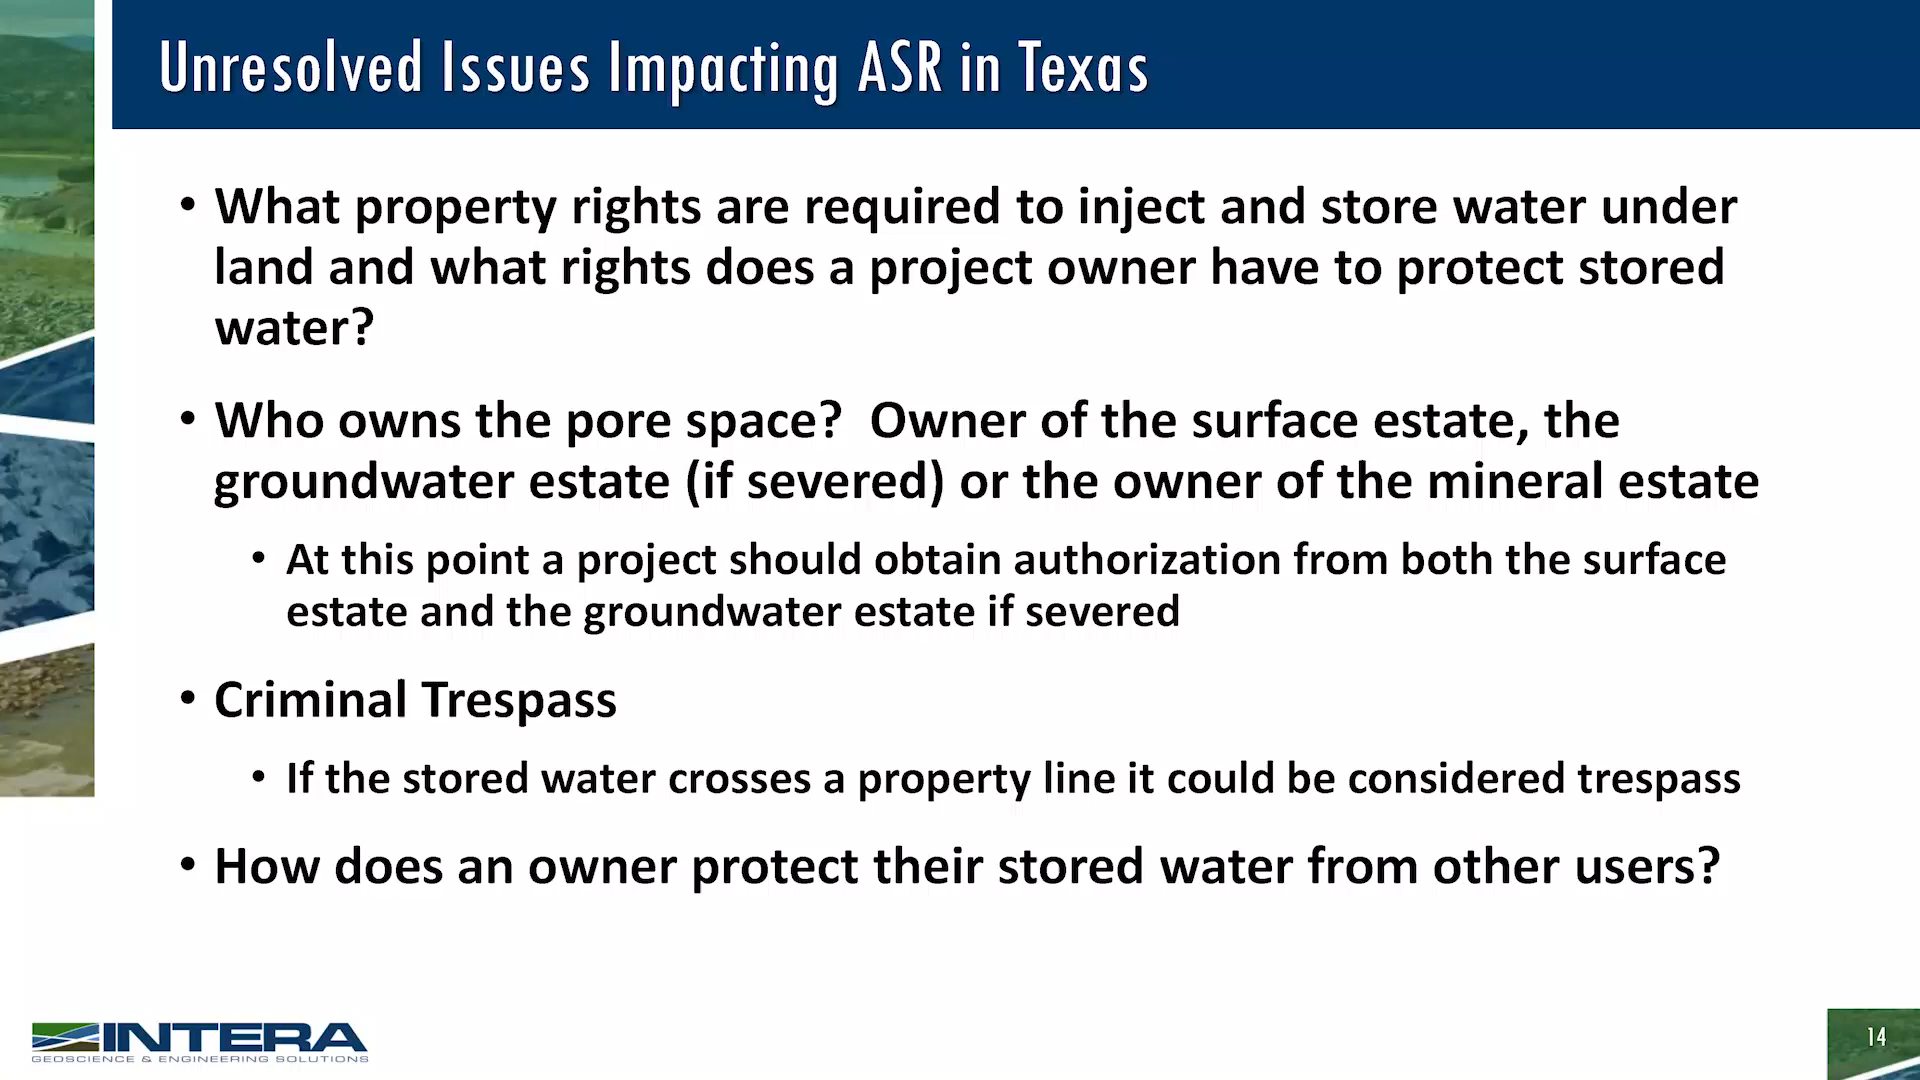 Unresolved Issues Impacting ASR in Texas
• What property rights are required to inject and store water under
land and what rights does a project owner have to protect stored
water?
• Who owns the pore space?  Owner of the surface estate, the
groundwater estate (if severed) or the owner of the mineral estate
• At this point a project should obtain authorization from both the surface
estate and the groundwater estate if severed
• Criminal Trespass
• If the stored water crosses a property line it could be considered trespass
• How does an owner protect their stored water from other users?
INTERA
GEOSCIENCE & ENGINEERING SOLUTIONS
14